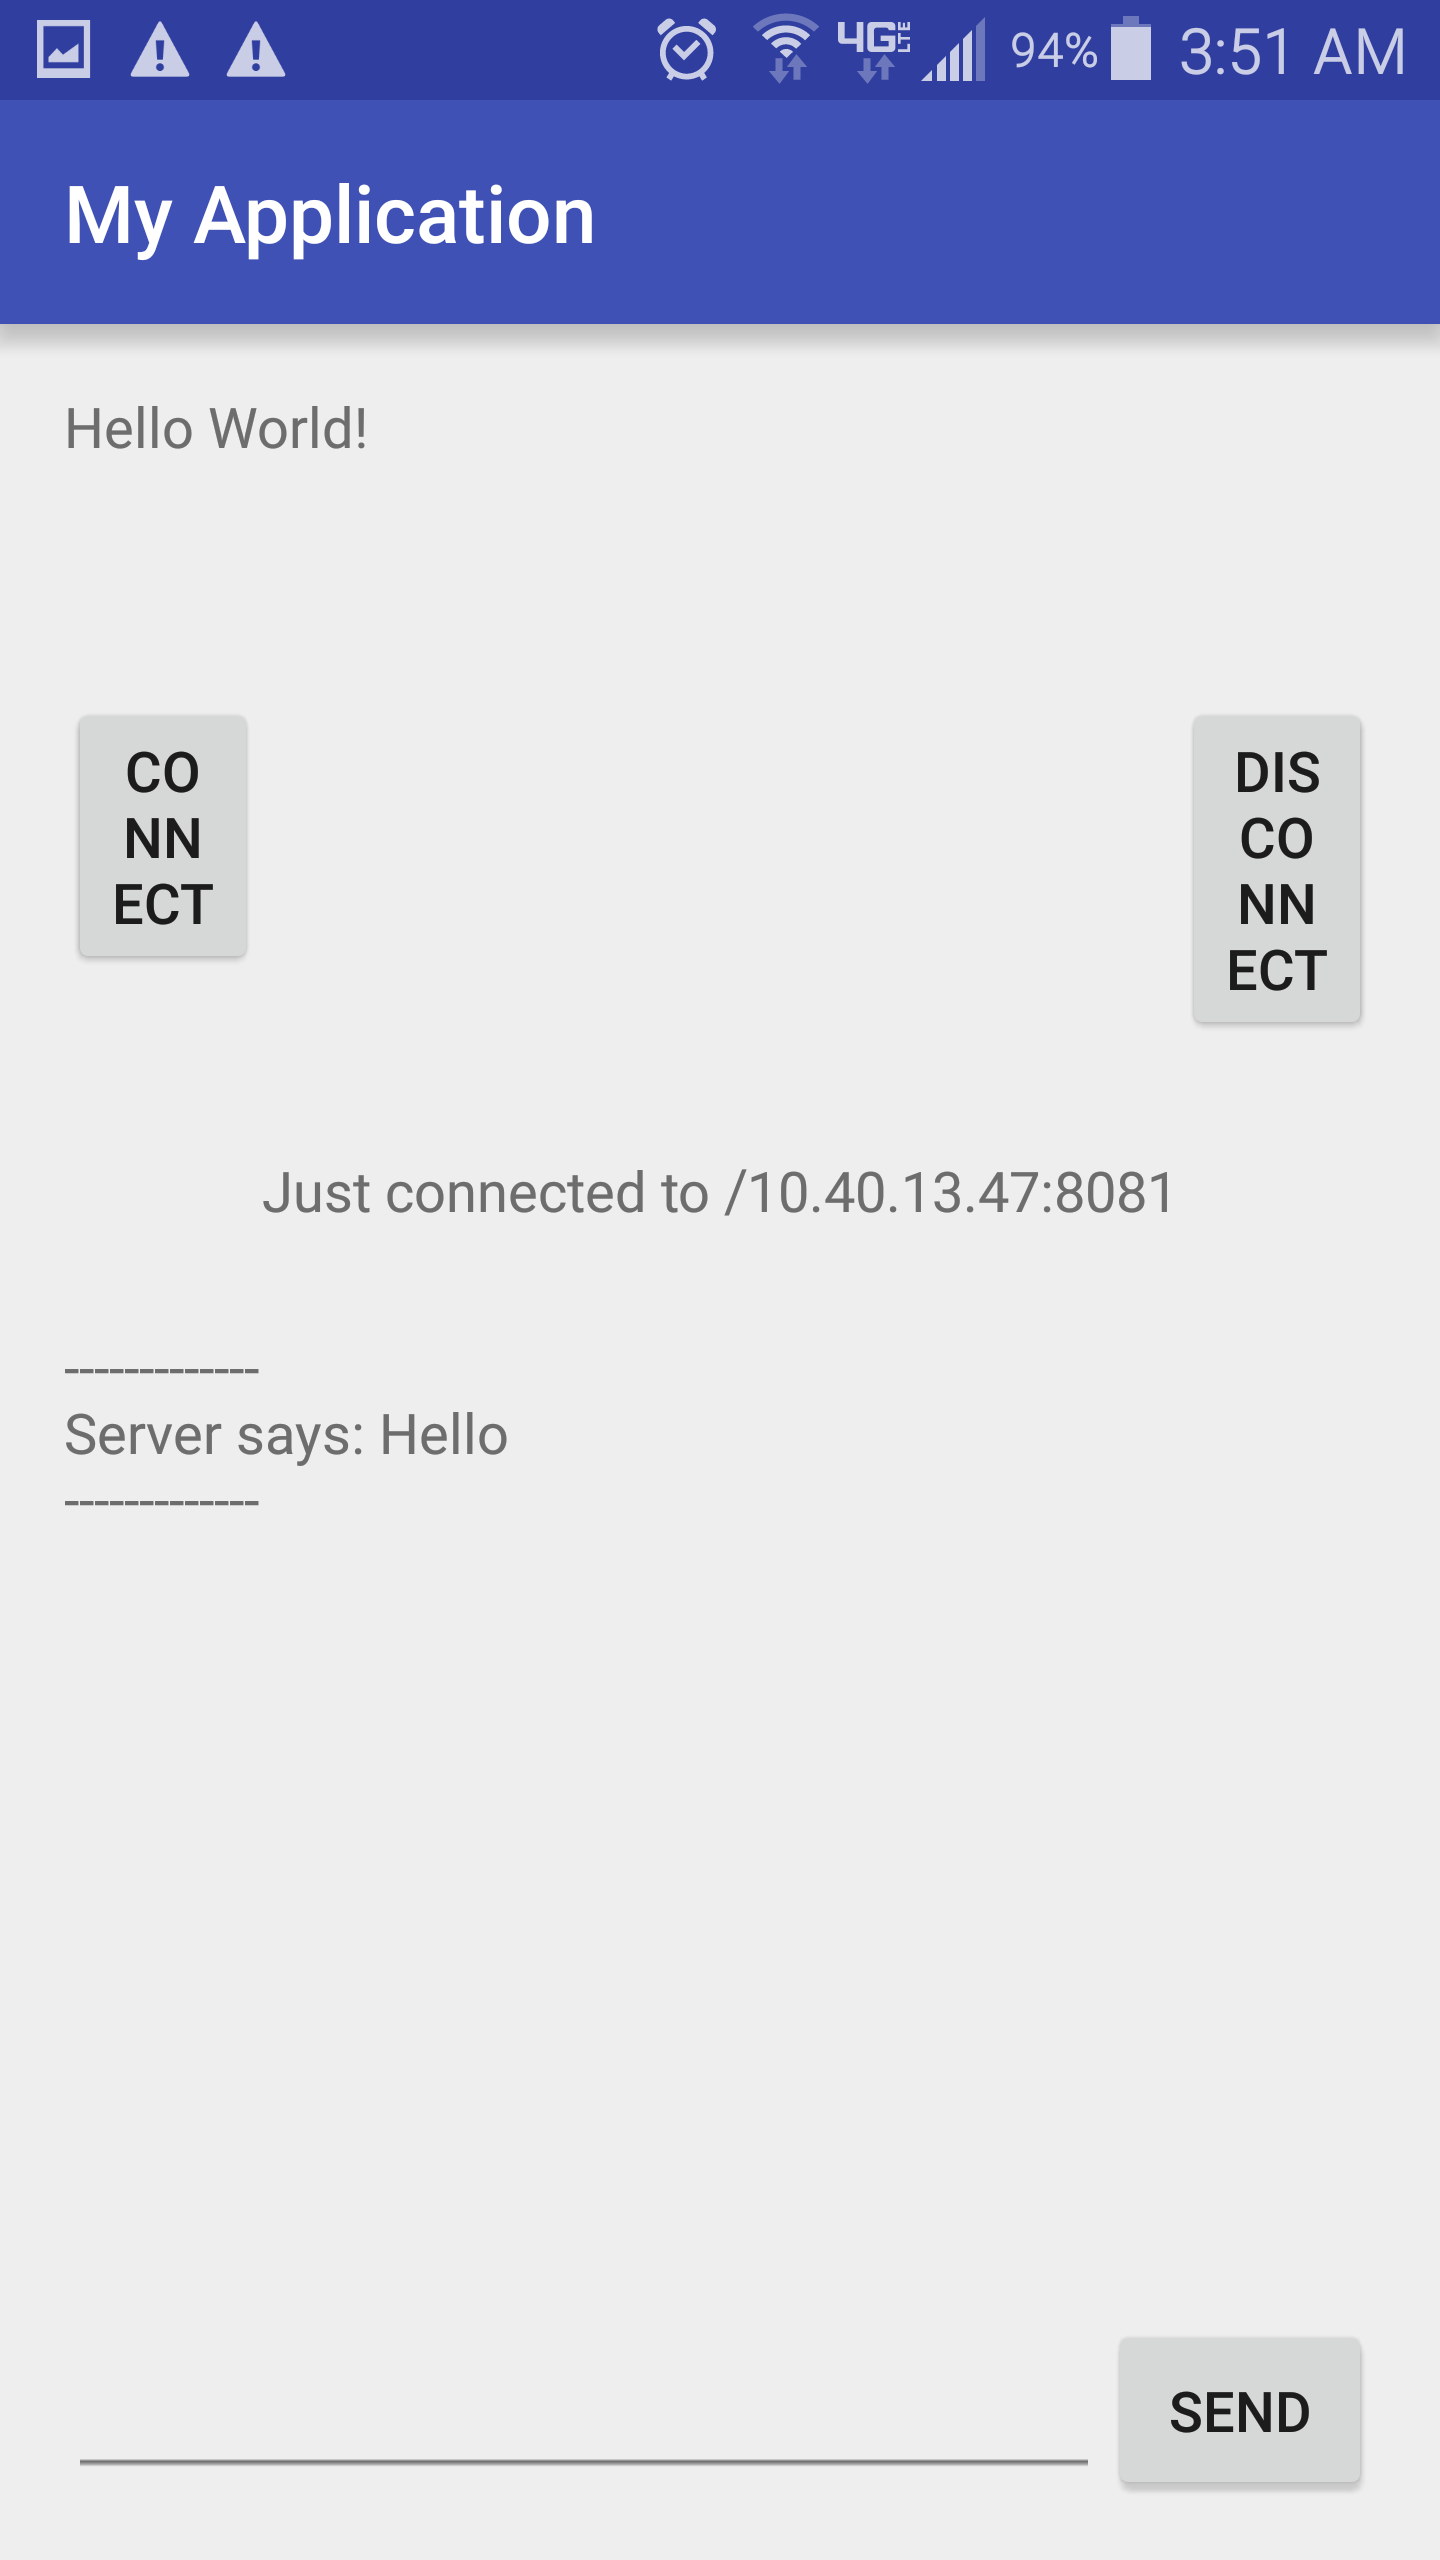 4G LTE 94% 3:51 AM
My Application
Hello World!
CO
NN
ECT
DIS
CO
NN
ECT
Just connected to /10.40.13.47:8081
-------------
Server says: Hello
-------------
SEND